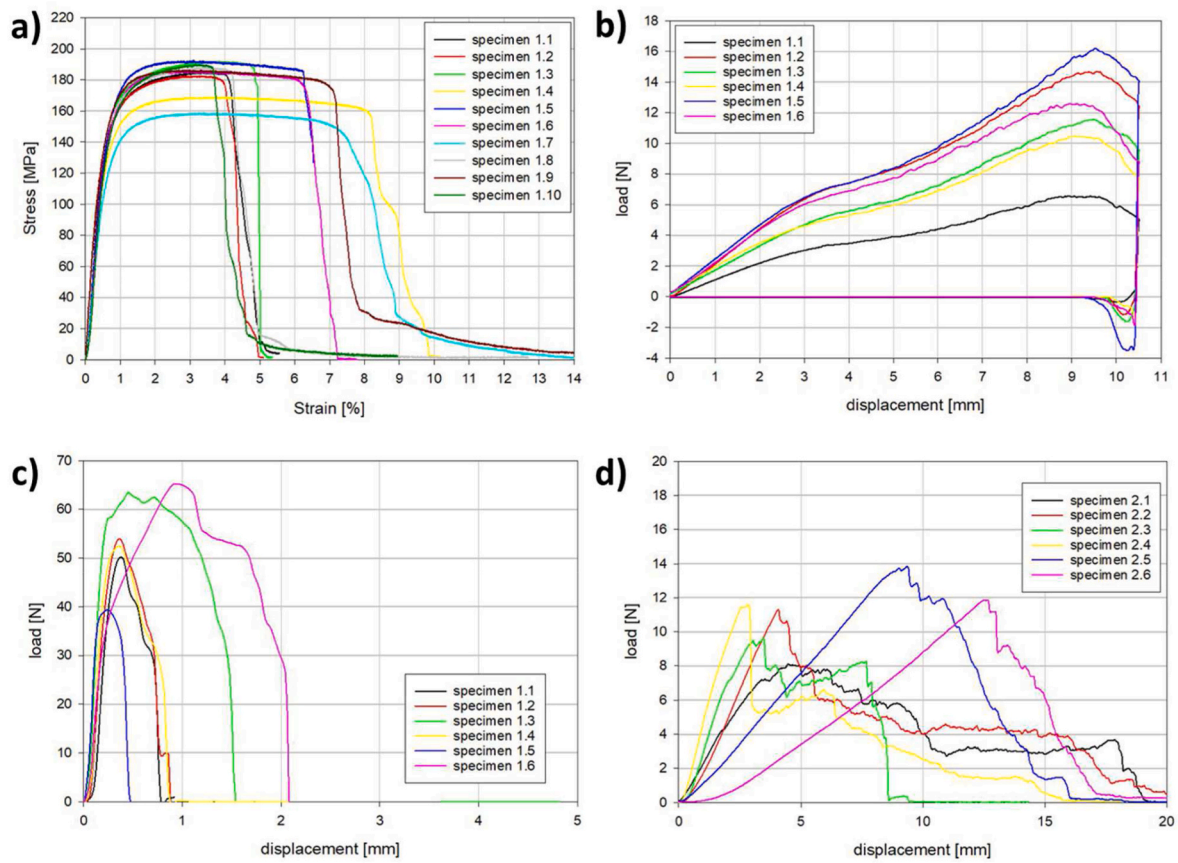 a)
220
200
180
160
140
120
100
80
60
40
20
0
Stress [MPa]
0 1 2 3 4 5 6 7 8 9 10 11 12 13 14
Strain [%]
specimen 1.1
specimen 1.2
specimen 1.3
specimen 1.4
specimen 1.5
specimen 1.6
specimen 1.7
specimen 1.8
specimen 1.9
specimen 1.10
b)
18
16
14
12
10
8
6
4
2
0
-2
-4
load [N]
0 1 2 3 4 5 6 7 8 9 10 11
displacement [mm]
specimen 1.1
specimen 1.2
specimen 1.3
specimen 1.4
specimen 1.5
specimen 1.6
c)
70
60
50
40
30
20
10
0
load [N]
0 1 2 3 4 5
displacement [mm]
specimen 1.1
specimen 1.2
specimen 1.3
specimen 1.4
specimen 1.5
specimen 1.6
d)
20
18
16
14
12
10
8
6
4
2
0
load [N]
0 5 10 15 20
displacement [mm]
specimen 2.1
specimen 2.2
specimen 2.3
specimen 2.4
specimen 2.5
specimen 2.6